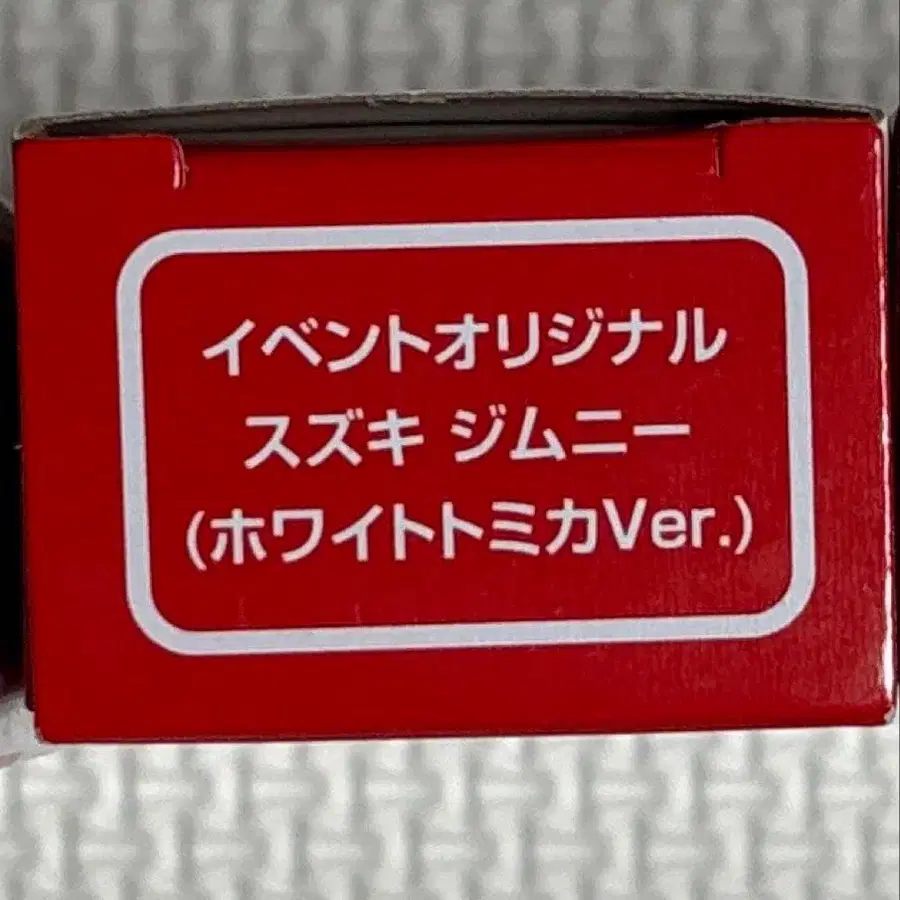 イベントオリジナル
スズキ ジムニー
(ホワイトトミカVer.)